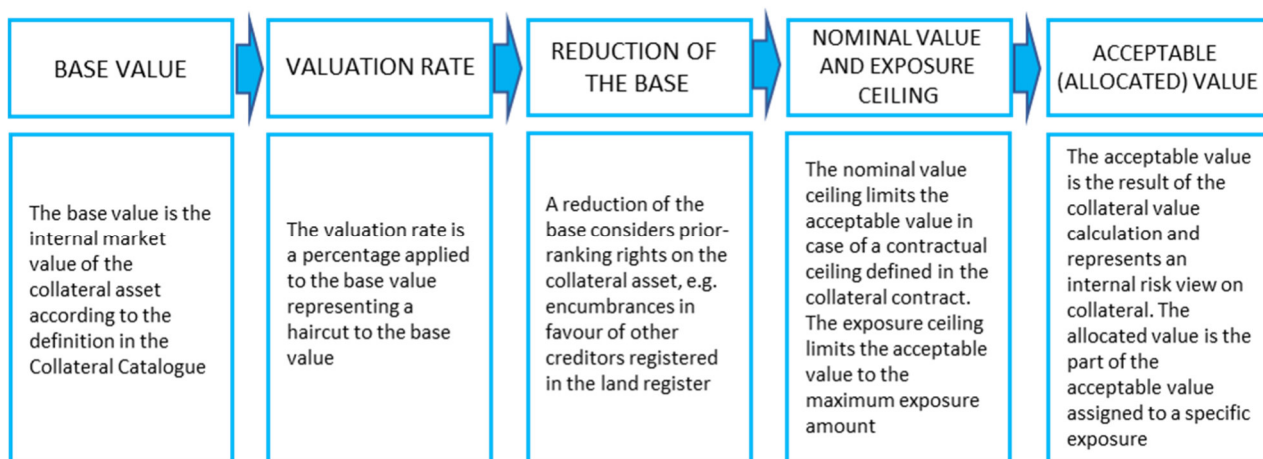 BASE VALUE
VALUATION RATE
REDUCTION OF
THE BASE
NOMINAL VALUE
AND EXPOSURE
CEILING
ACCEPTABLE
(ALLOCATED) VALUE
The base value is the
internal market
value of the
collateral asset
according to the
definition in the
Collateral Catalogue
The valuation rate is
a percentage applied
to the base value
representing a
haircut to the base
value
A reduction of the
base considers prior-
ranking rights on the
collateral asset, e.g.
encumbrances in
favour of other
creditors registered
in the land register
The nominal value
ceiling limits the
acceptable value in
case of a contractual
ceiling defined in the
collateral contract.
The exposure ceiling
limits the acceptable
value to the
maximum exposure
amount
The acceptable value
is the result of the
collateral value
calculation and
represents an
internal risk view on
collateral. The
allocated value is the
part of the
acceptable value
assigned to a specific
exposure